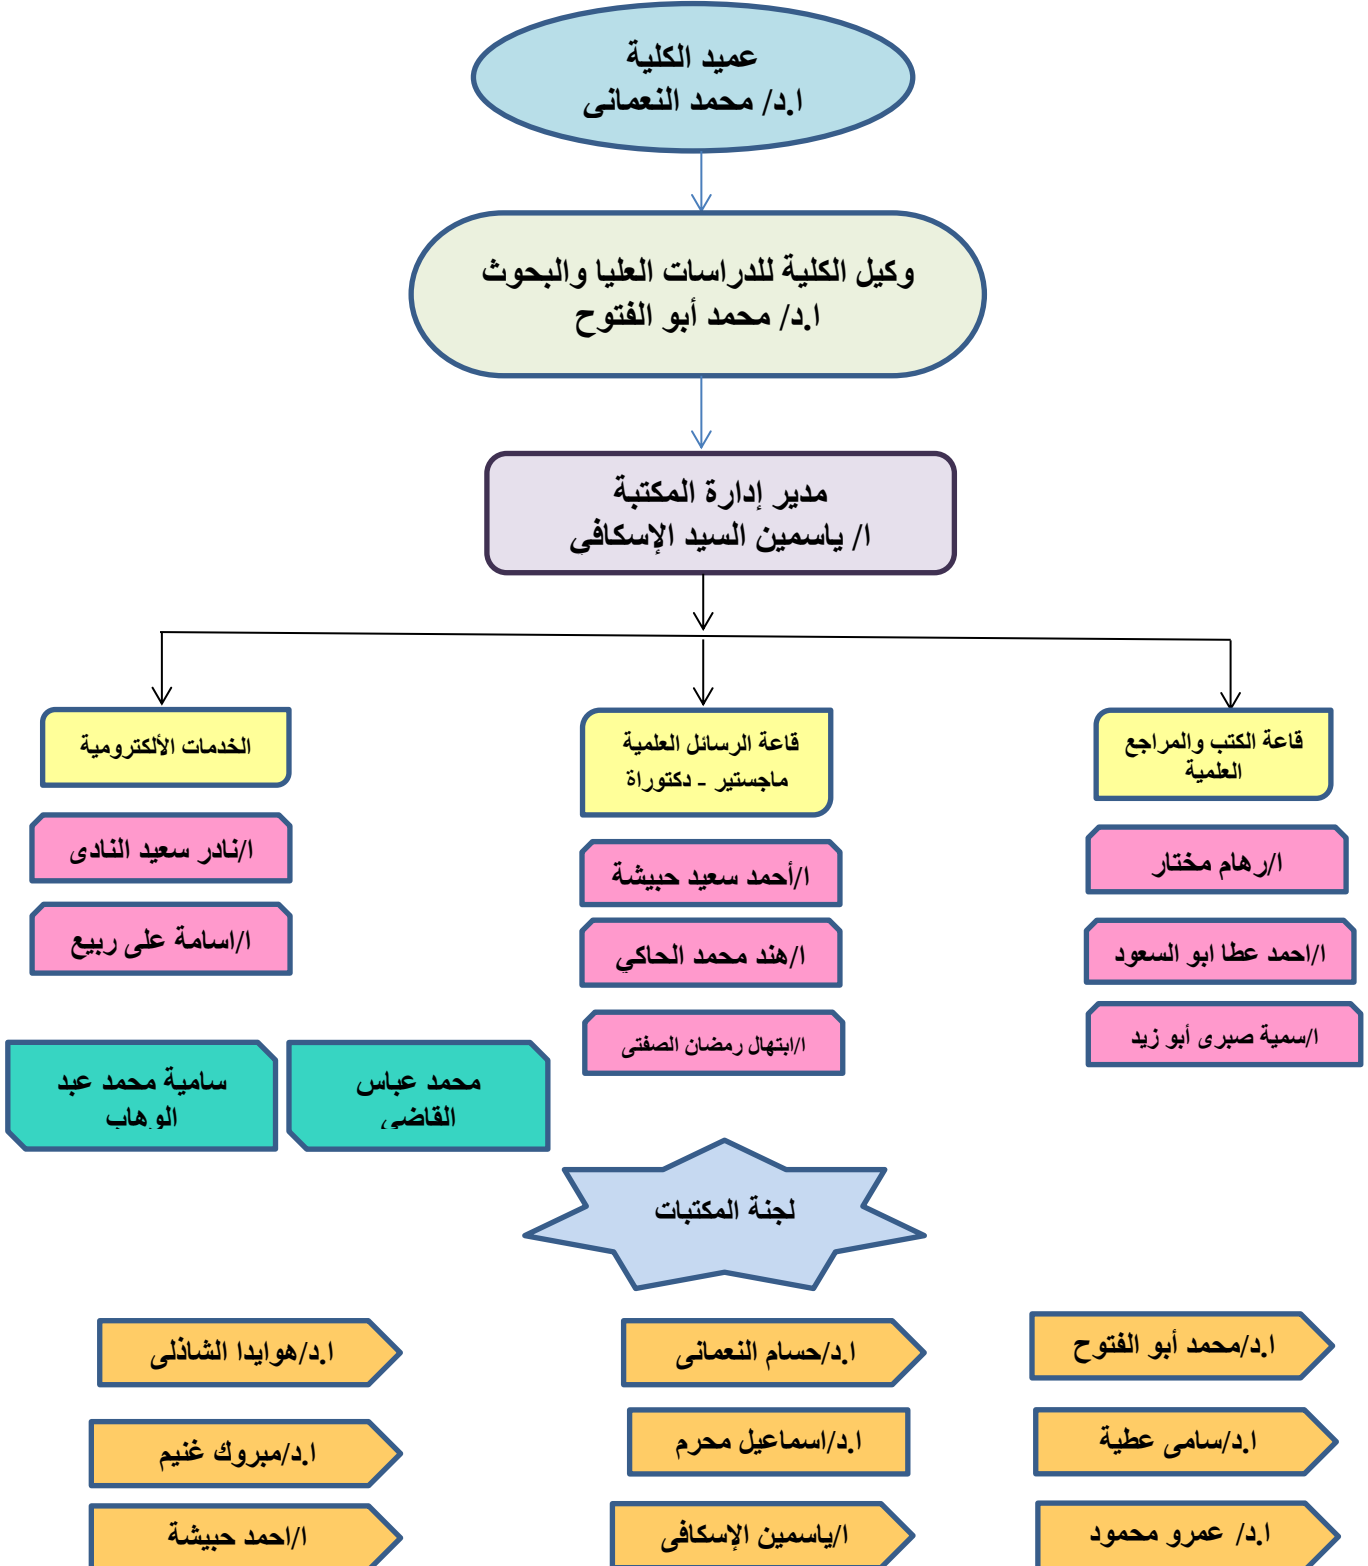 عميد الكلية
ا.د/ محمد النعمانى
وكيل الكلية للدراسات العليا والبحوث
ا.د/ محمد أبو الفتوح
مدير إدارة المكتبة
ا/ ياسمين السيد الإسكافى
قاعة الكتب والمراجع
العلمية
ا/رهام مختار
ا/احمد عطا ابو السعود
ا/سمية صبرى أبو زيد
قاعة الرسائل العلمية
ماجستير - دكتوراة
ا/أحمد سعيد حبيشة
ا/هند محمد الحاكي
ا/ابتهال رمضان الصفتى
الخدمات الألكترومية
ا/نادر سعيد النادى
ا/اسامة على ربيع
محمد عباس
القاضى
سامية محمد عبد
الوهاب
لجنة المكتبات
ا.د/محمد أبو الفتوح
ا.د/حسام النعمانى
ا.د/هوايدا الشاذلى
ا.د/سامى عطية
ا.د/اسماعيل محرم
ا.د/مبروك غنيم
ا.د/ عمرو محمود
ا/ياسمين الإسكافى
ا/احمد حبيشة